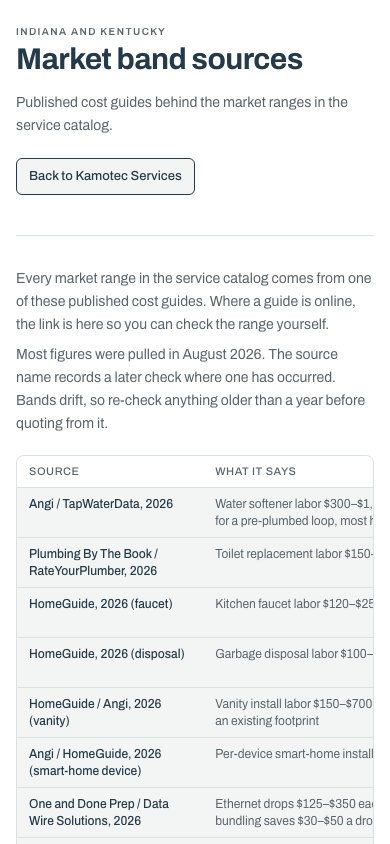 INDIANA AND KENTUCKY
Market band sources
Published cost guides behind the market ranges in the
service catalog.
Back to Kamotec Services
Every market range in the service catalog comes from one
of these published cost guides. Where a guide is online,
the link is here so you can check the range yourself.
Most figures were pulled in August 2026. The source
name records a later check where one has occurred.
Bands drift, so re-check anything older than a year before
quoting from it.
SOURCE WHAT IT SAYS
Angi / TapWaterData, 2026 Water softener labor $300–$1,
for a pre-plumbed loop, most
Plumbing By The Book / Toilet replacement labor $150–
RateYourPlumber, 2026
HomeGuide, 2026 (faucet) Kitchen faucet labor $120–$25
HomeGuide, 2026 (disposal) Garbage disposal labor $100–
HomeGuide / Angi, 2026 Vanity install labor $150–$700
(vanity) an existing footprint
Angi / HomeGuide, 2026 Per-device smart-home install
(smart-home device)
One and Done Prep / Data Ethernet drops $125–$350 ea
Wire Solutions, 2026 bundling saves $30–$50 a dro